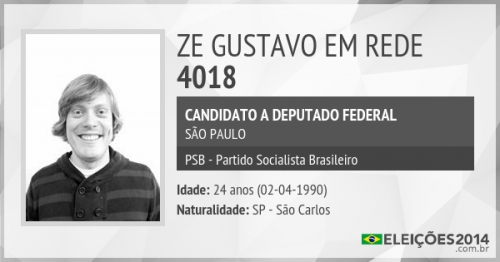 ZE GUSTAVO EM REDE
4018
CANDIDATO A DEPUTADO FEDERAL
SÃO PAULO
PSB - Partido Socialista Brasileiro
Idade: 24 anos (02-04-1990)
Naturalidade: SP - São Carlos
ELEIÇÕES2014
.com.br